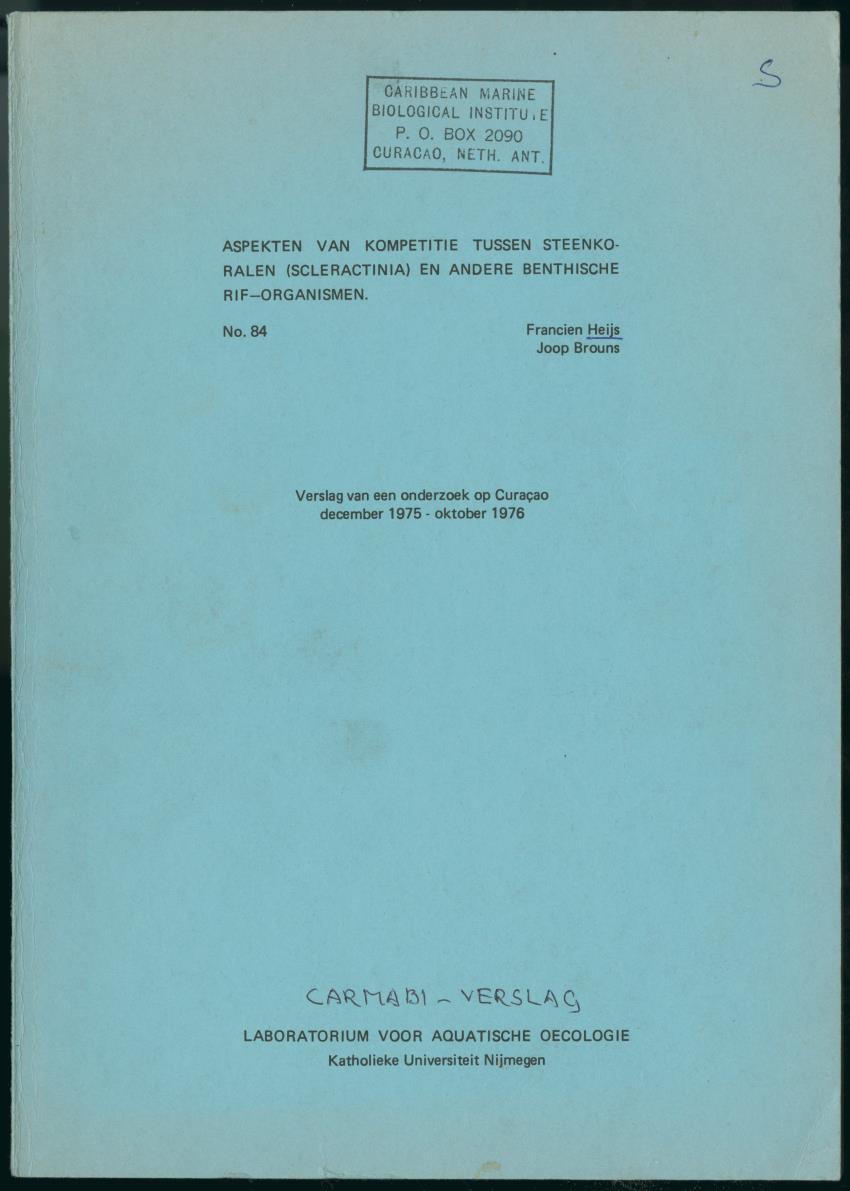 S
CARIBBEAN MARINE
BIOLOGICAL INSTITUTE
P. O. BOX 2090
CURACAO, NETH. ANT.
ASPEKTEN VAN KOMPETITIE TUSSEN STEENKO-
RALEN (SCLERACTINIA) EN ANDERE BENTHISCHE
RIF—ORGANISMEN.
No. 84 Francien Heijs
Joop Brouns
Verslag van een onderzoek op Curaçao
december 1975 - oktober 1976
CARMABI - VERSLAG
LABORATORIUM VOOR AQUATISCHE OECOLOGIE
Katholieke Universiteit Nijmegen